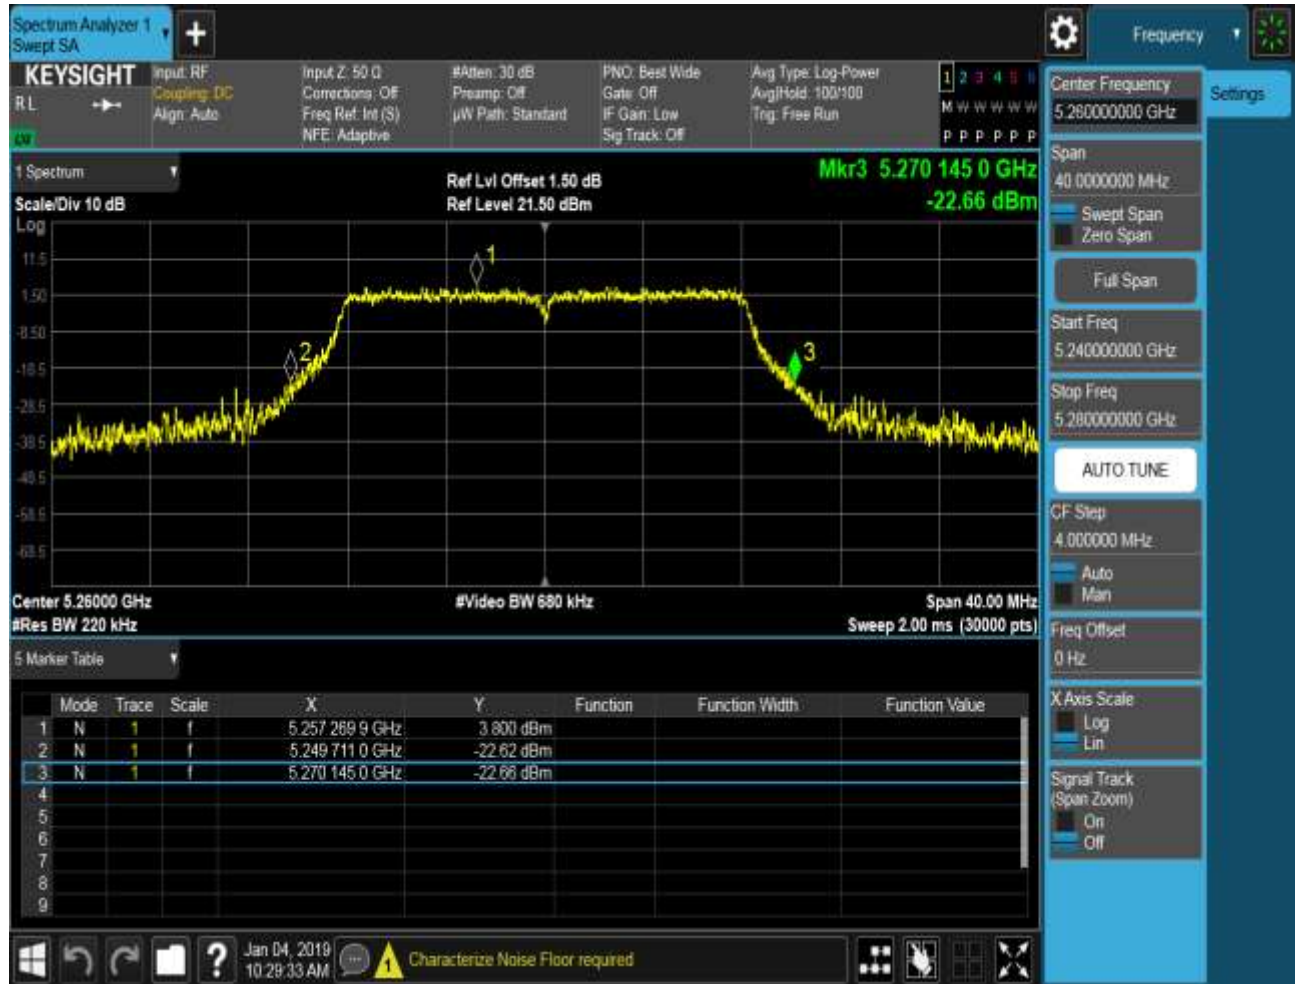 Spectrum Analyzer 1
Swept SA
Frequency
KEYSIGHT
RL
Input: RF
Coupling: DC
Align: Auto
Input Z: 50 Ω
Corrections: Off
Freq Ref: Int (S)
NFE: Adaptive
#Atten: 30 dB
Preamp: Off
µW Path: Standard
PNO: Best Wide
Gate: Off
IF Gain: Low
Sig Track: Off
Avg Type: Log-Power
Avg|Hold: 100/100
Trig: Free Run
1 2 3 4 5 6
M W W W W W
P P P P P P
1 Spectrum
Scale/Div 10 dB
Log
Ref Lvl Offset 1.50 dB
Ref Level 21.50 dBm
Mkr3 5.270 145 0 GHz
-22.66 dBm
11.5
1.50
-8.50
-18.5
-28.5
-38.5
-48.5
-58.5
-68.5
1
2
3
Center 5.26000 GHz
#Video BW 680 kHz
Span 40.00 MHz
#Res BW 220 kHz
Sweep 2.00 ms (30000 pts)
5 Marker Table
Mode Trace Scale X Y Function Function Width Function Value
1 N 1 f 5.257 269 9 GHz 3.800 dBm
2 N 1 f 5.249 711 0 GHz -22.62 dBm
3 N 1 f 5.270 145 0 GHz -22.66 dBm
4
5
6
7
8
9
Jan 04, 2019
10:29:33 AM
Characterize Noise Floor required
Settings
Center Frequency
5.260000000 GHz
Span
40.0000000 MHz
Swept Span
Zero Span
Full Span
Start Freq
5.240000000 GHz
Stop Freq
5.280000000 GHz
AUTO TUNE
CF Step
4.000000 MHz
Auto
Man
Freq Offset
0 Hz
X Axis Scale
Log
Lin
Signal Track
(Span Zoom)
On
Off